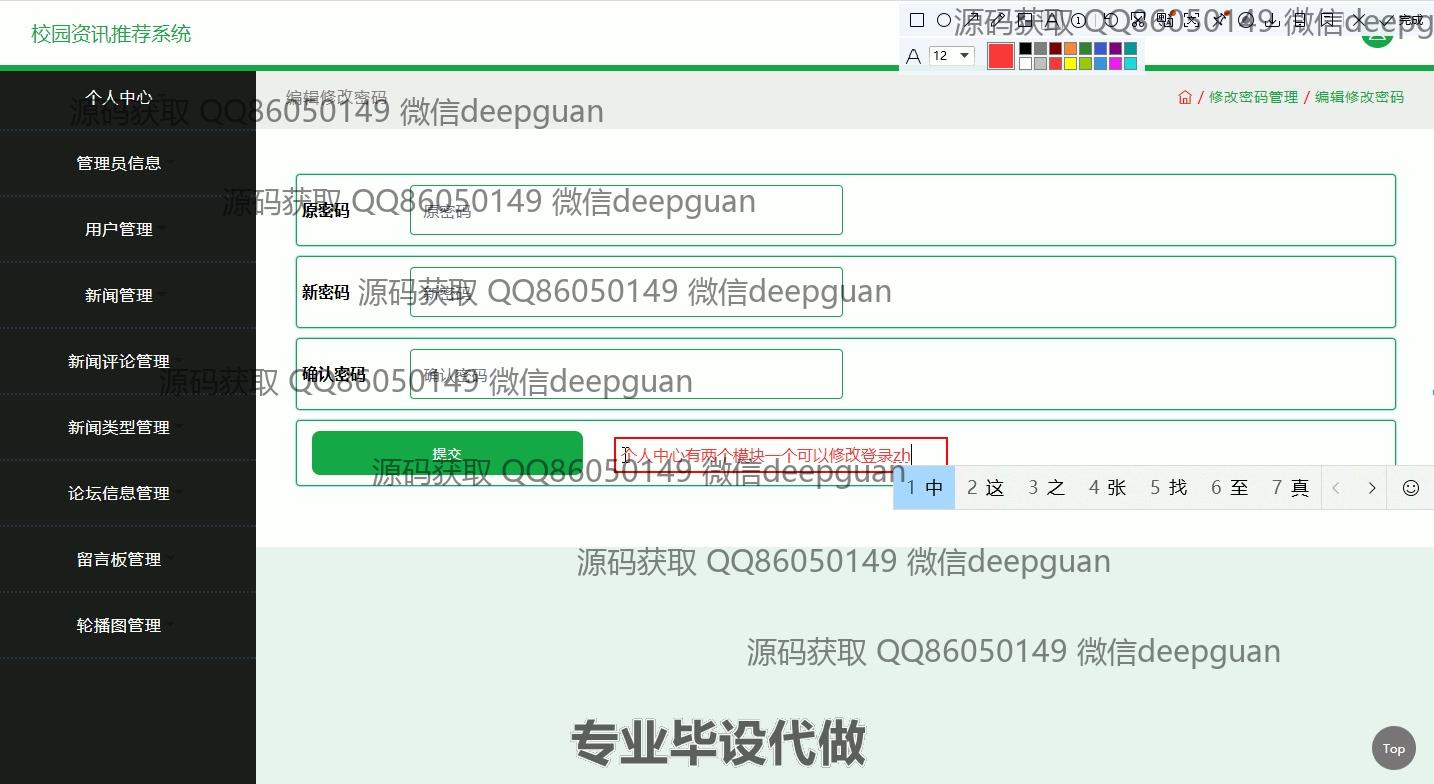 校园资讯推荐系统
源码获取 QQ86050149 微信deepg
完成
A 12
个人中心
编辑修改密码
/ 修改密码管理 / 编辑修改密码
源码获取 QQ86050149 微信deepguan
管理员信息
源码获取 QQ86050149 微信deepguan
原密码
原密码
用户管理
新闻管理
新密码
新密码
源码获取 QQ86050149 微信deepguan
新闻评论管理
确认密码
确认密码
源码获取 QQ86050149 微信deepguan
新闻类型管理
提交
个人中心有两个模块一个可以修改登录zh
源码获取 QQ86050149 微信deepguan
1 中 2 这 3 之 4 张 5 找 6 至 7 真
论坛信息管理
留言板管理
源码获取 QQ86050149 微信deepguan
轮播图管理
源码获取 QQ86050149 微信deepguan
专业毕设代做
Top